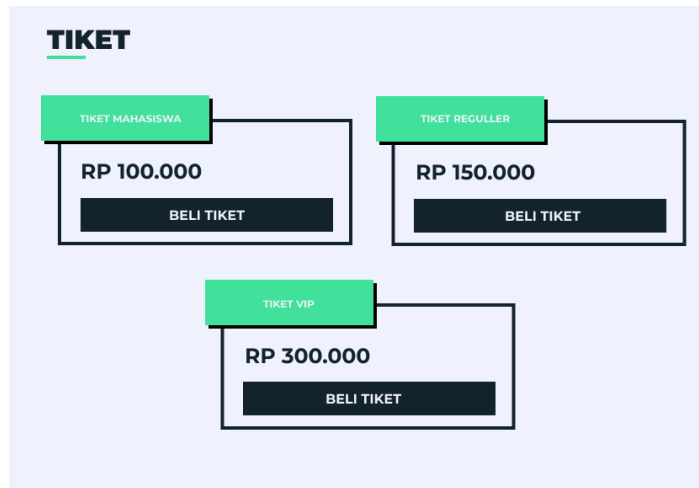 TIKET
TIKET MAHASISWA
RP 100.000
BELI TIKET
TIKET REGULLER
RP 150.000
BELI TIKET
TIKET VIP
RP 300.000
BELI TIKET